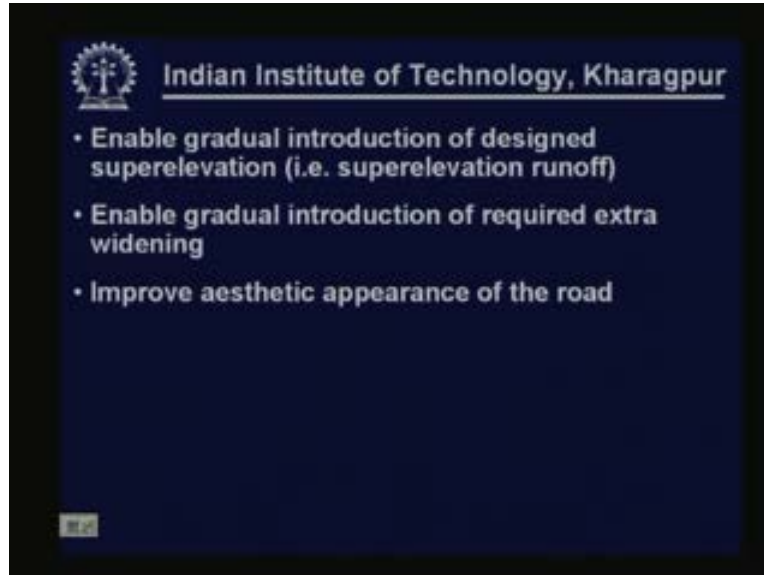 Indian Institute of Technology, Kharagpur
• Enable gradual introduction of designed
superelevation (i.e. superelevation runoff)
• Enable gradual introduction of required extra
widening
• Improve aesthetic appearance of the road